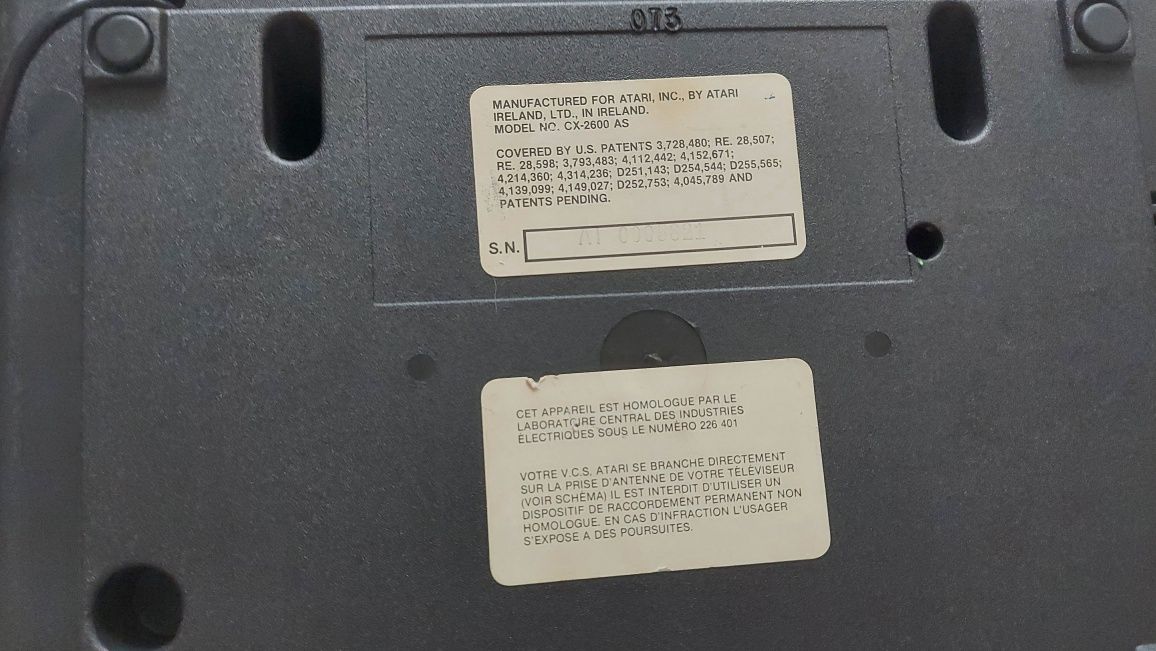 073
MANUFACTURED FOR ATARI, INC., BY ATARI
IRELAND, LTD., IN IRELAND.
MODEL NO. CX-2600 AS
COVERED BY U.S. PATENTS 3,728,480; RE. 28,507;
RE. 28,598; 3,793,483; 4,112,442; 4,152,671;
4,214,360; 4,314,236; D251,143; D254,544; D255,565;
4,139,099; 4,149,027; D252,753; 4,045,789 AND
PATENTS PENDING.
S.N.
CET APPAREIL EST HOMOLOGUE PAR LE
LABORATOIRE CENTRAL DES INDUSTRIES
ÉLECTRIQUES SOUS LE NUMÉRO 226 401
VOTRE V.C.S. ATARI SE BRANCHE DIRECTEMENT
SUR LA PRISE D'ANTENNE DE VOTRE TÉLÉVISEUR
(VOIR SCHÉMA) IL EST INTERDIT D'UTILISER UN
DISPOSITIF DE RACCORDEMENT PERMANENT NON
HOMOLOGUE. EN CAS D'INFRACTION L'USAGER
S'EXPOSE A DES POURSUITES.